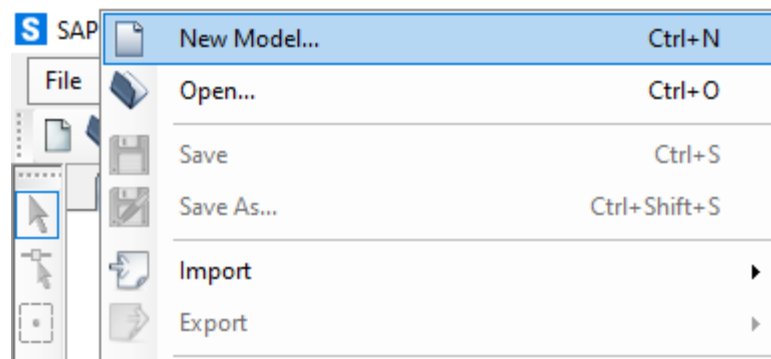 S SAP
New Model... Ctrl+N
File
Open... Ctrl+O
Save Ctrl+S
Save As... Ctrl+Shift+S
Import
Export